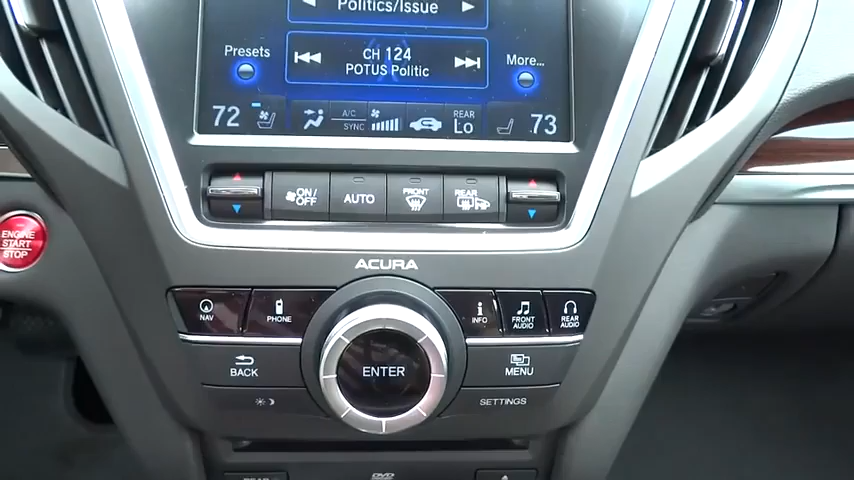 Politics/Issue
Presets
CH 124
POTUS Politic
More...
72
A/C
SYNC
REAR
Lo
73
ON/
OFF
AUTO
FRONT
REAR
ENGINE
START
STOP
ACURA
NAV
PHONE
INFO
FRONT
AUDIO
REAR
AUDIO
BACK
ENTER
MENU
SETTINGS
REAR
DVD